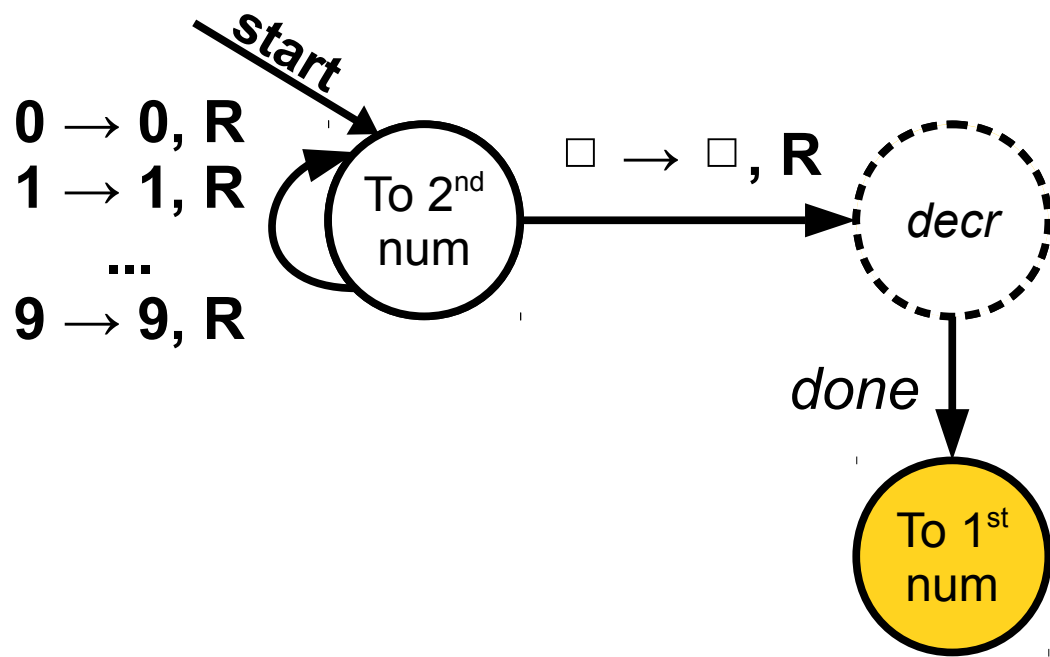 start
0 → 0, R
1 → 1, R
...
9 → 9, R
To 2nd
num
□ → □, R
decr
done
To 1st
num